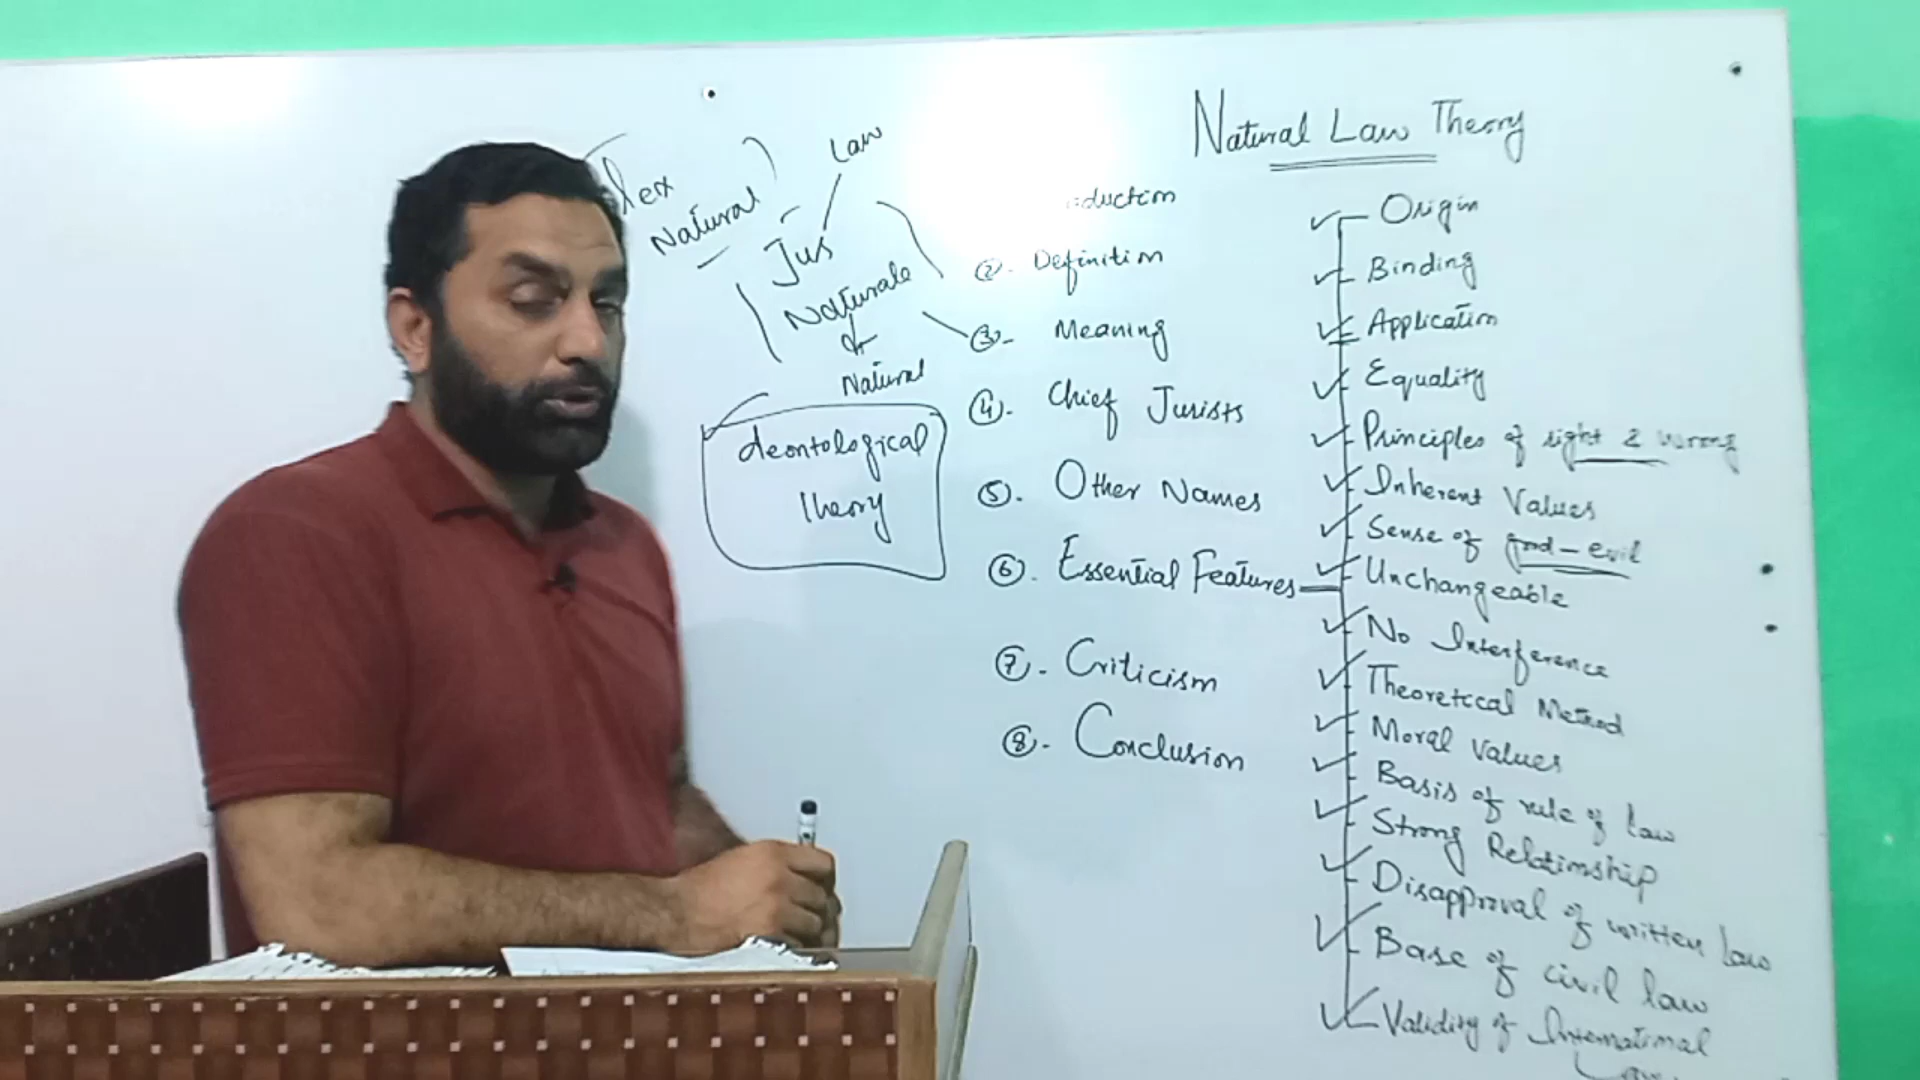 Natural Law Theory
Lex
Natural
Law
Jus
Naturale
Natural
deontological
Theory
oduction
②. Definition
③- Meaning
④. Chief Jurists
⑤. Other Names
⑥. Essential Features
⑦. Criticism
⑧. Conclusion
Origin
Binding
Application
Equality
Principles of right & wrong
Inherent Values
Sense of good - evil
Unchangeable
No Interference
Theoretical Method
Moral Values
Basis of rule of law
Strong Relationship
Disapproval of written law
Base of civil law
Validity of International